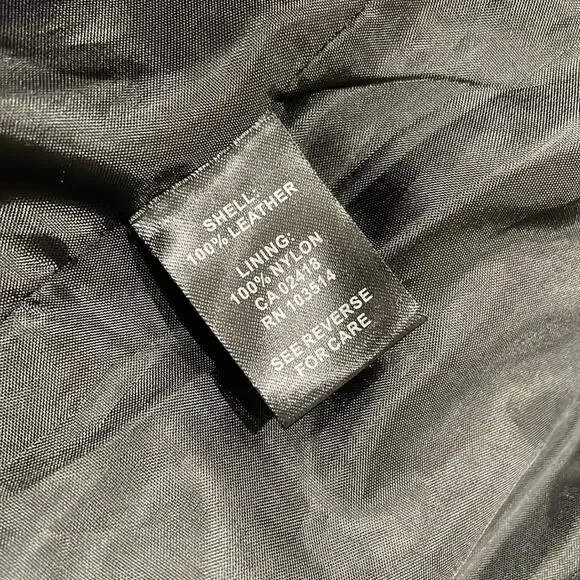 SHELL:
100% LEATHER
LINING:
100% NYLON
CA 02418
RN 103514
SEE REVERSE
FOR CARE